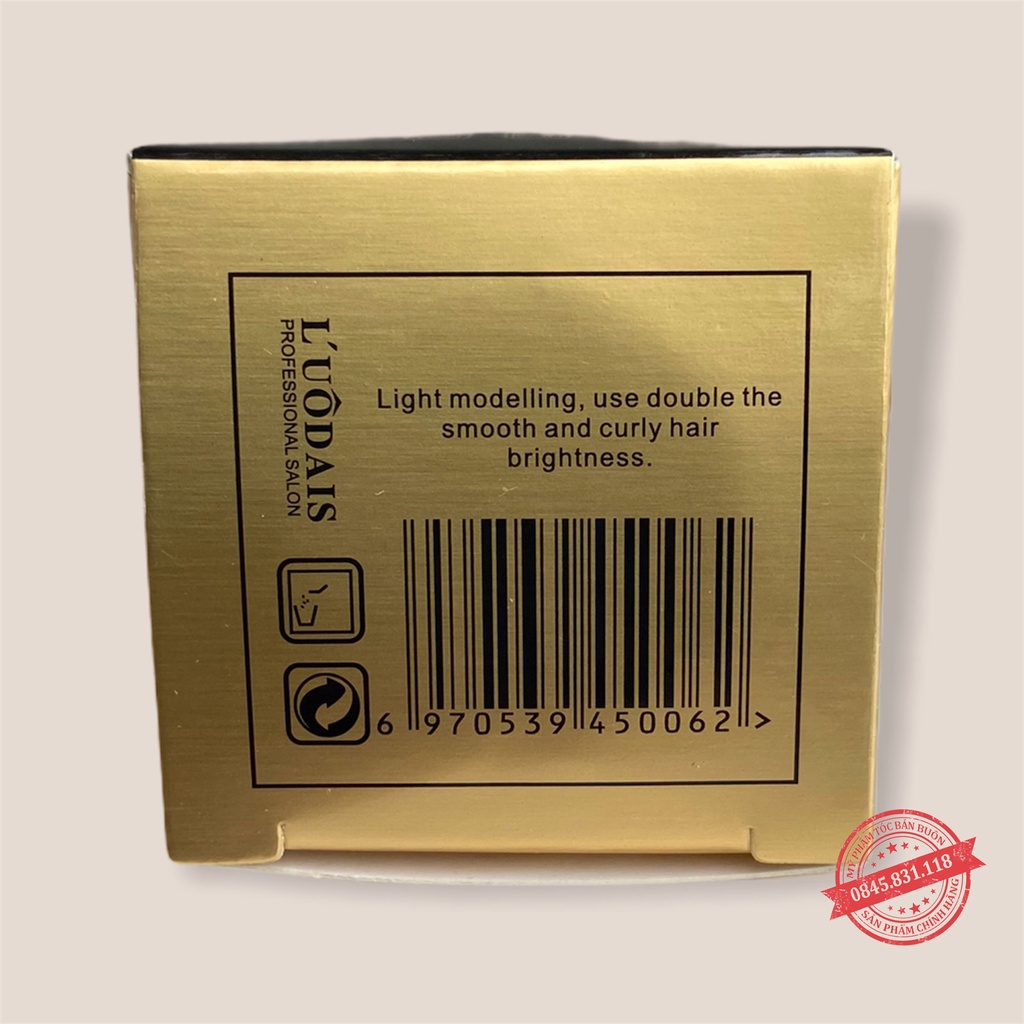 L'UÔDAIS
PROFESSIONAL SALON
Light modelling, use double the
smooth and curly hair
brightness.
6 970539 450062 >
MỸ PHẨM TÓC BÁN BUÔN
0845.831.118
SẢN PHẨM CHÍNH HÃNG